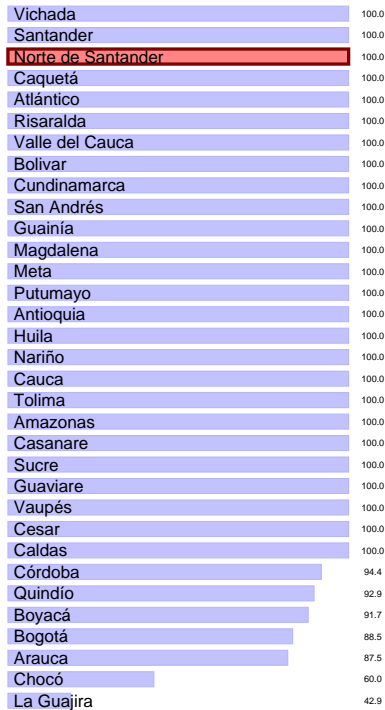 Vichada 100.0
Santander 100.0
Norte de Santander 100.0
Caquetá 100.0
Atlántico 100.0
Risaralda 100.0
Valle del Cauca 100.0
Bolivar 100.0
Cundinamarca 100.0
San Andrés 100.0
Guainía 100.0
Magdalena 100.0
Meta 100.0
Putumayo 100.0
Antioquia 100.0
Huila 100.0
Nariño 100.0
Cauca 100.0
Tolima 100.0
Amazonas 100.0
Casanare 100.0
Sucre 100.0
Guaviare 100.0
Vaupés 100.0
Cesar 100.0
Caldas 100.0
Córdoba 94.4
Quindío 92.9
Boyacá 91.7
Bogotá 88.5
Arauca 87.5
Chocó 60.0
La Guajira 42.9